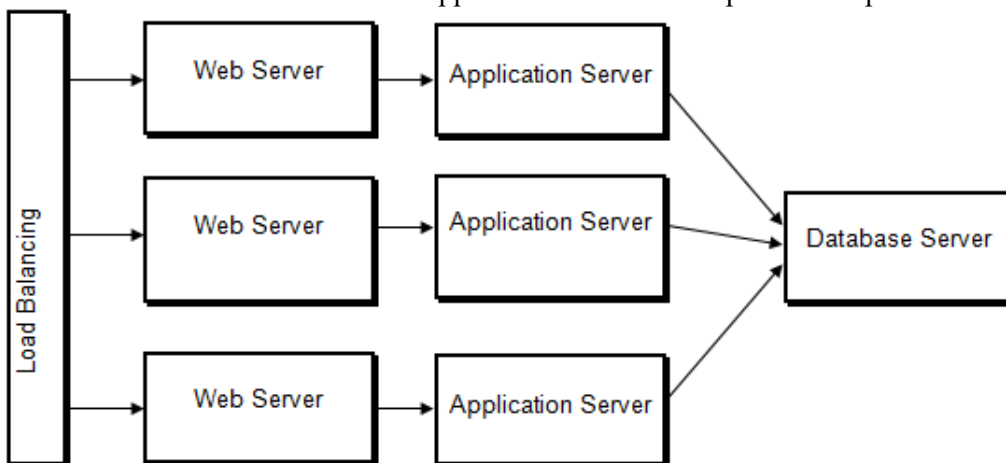 Web Server
Application Server
Load Balancing
Web Server
Application Server
Database Server
Web Server
Application Server